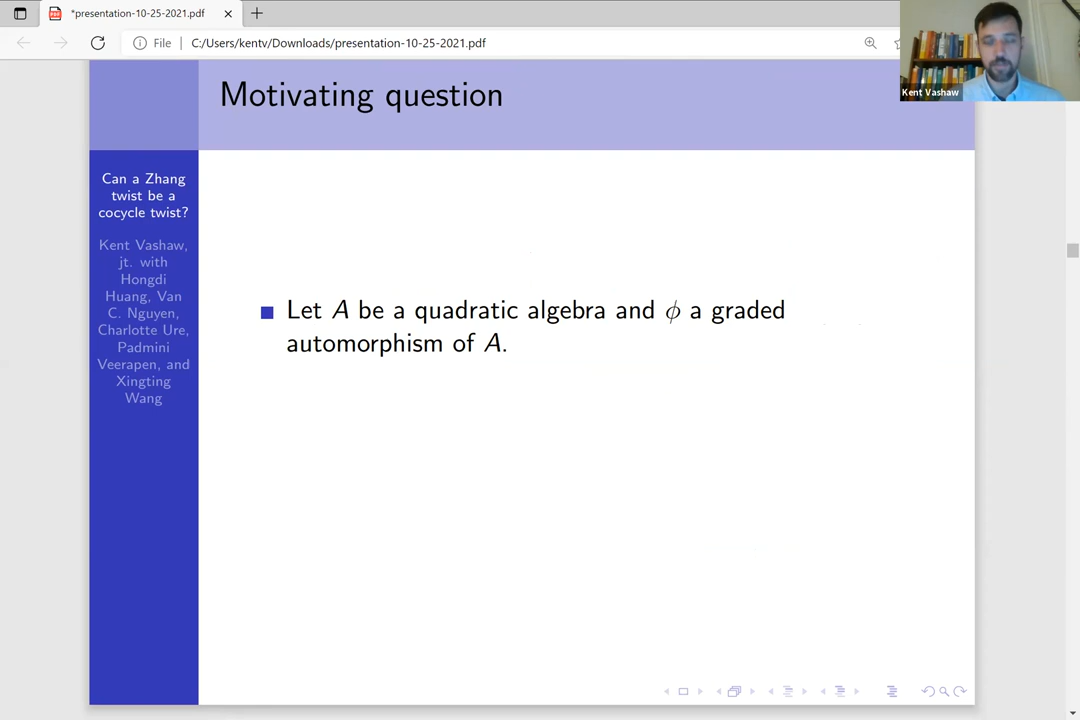 *presentation-10-25-2021.pdf
File
C:/Users/kentv/Downloads/presentation-10-25-2021.pdf
Kent Vashaw
Motivating question
Can a Zhang
twist be a
cocycle twist?
Kent Vashaw,
jt. with
Hongdi
Huang, Van
C. Nguyen,
Charlotte Ure,
Padmini
Veerapen, and
Xingting
Wang
Let A be a quadratic algebra and ϕ a graded
automorphism of A.